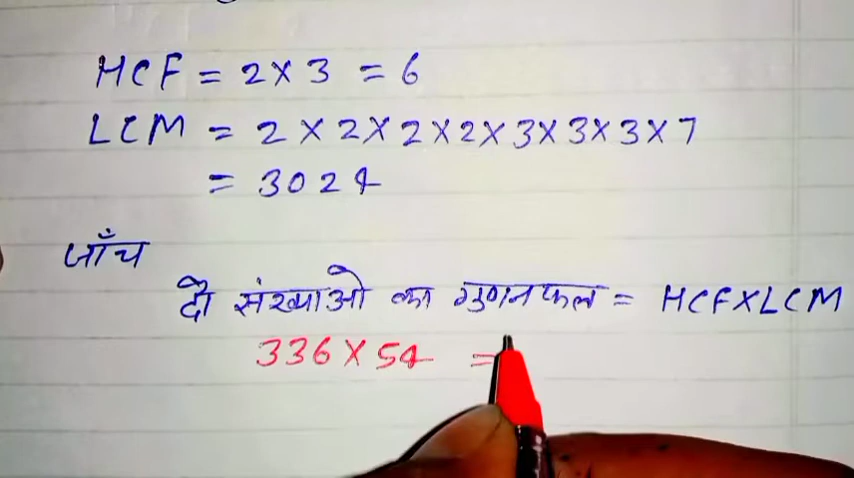 HCF = 2 × 3 = 6
LCM = 2 × 2 × 2 × 2 × 3 × 3 × 3 × 7
= 3024
जाँच
दो संख्याओ का गुणनफल = HCF×LCM
336 × 54 =